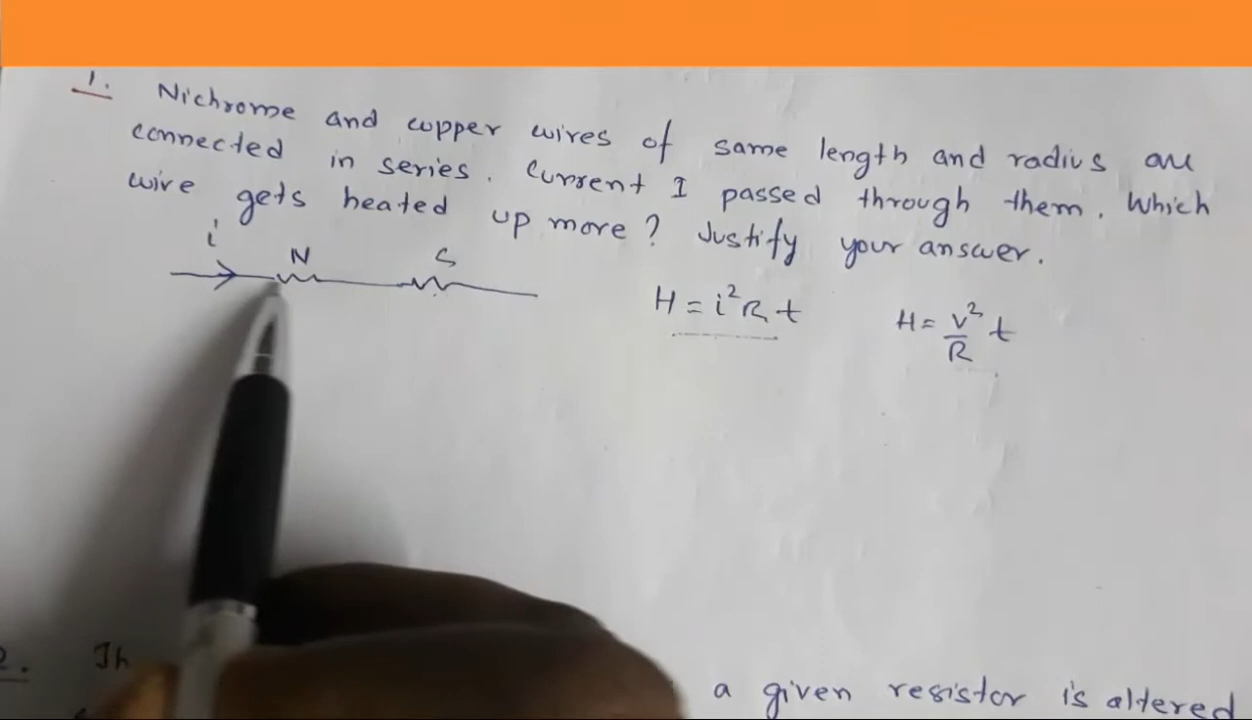 1. Nichrome and copper wires of same length and radius are
connected in series. Current I passed through them. Which
wire gets heated up more? Justify your answer.
i
N S
H = i²Rt H = V²/R t
2. Th a given resistor is altered